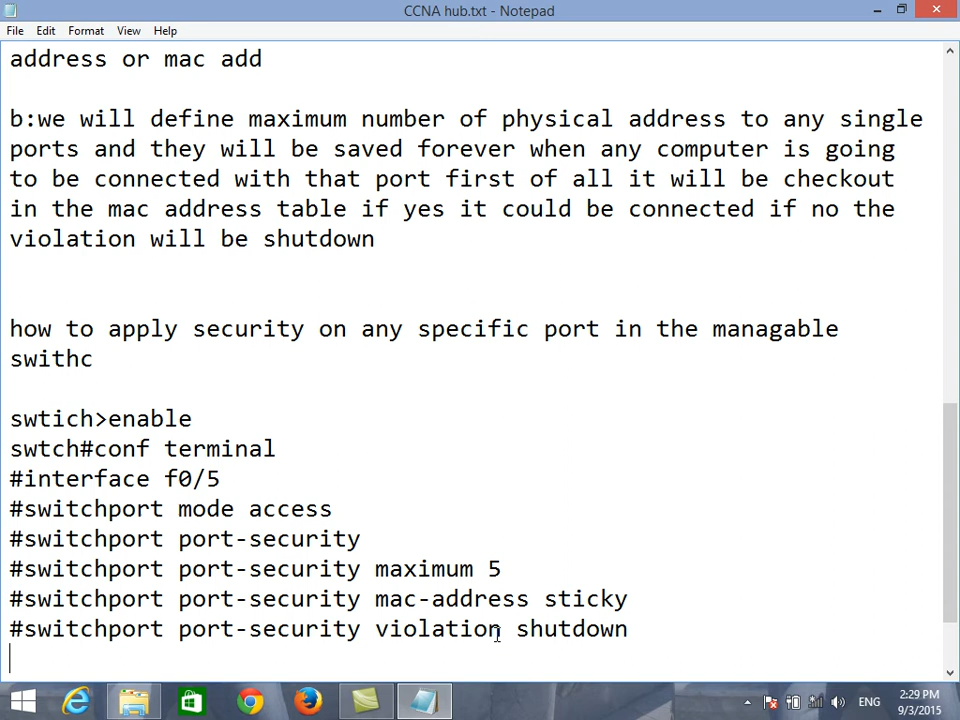 CCNA hub.txt - Notepad
File Edit Format View Help
address or mac add
b:we will define maximum number of physical address to any single
ports and they will be saved forever when any computer is going
to be connected with that port first of all it will be checkout
in the mac address table if yes it could be connected if no the
violation will be shutdown
how to apply security on any specific port in the managable
swithc
swtich>enable
swtch#conf terminal
#interface f0/5
#switchport mode access
#switchport port-security
#switchport port-security maximum 5
#switchport port-security mac-address sticky
#switchport port-security violation shutdown
ENG
2:29 PM
9/3/2015